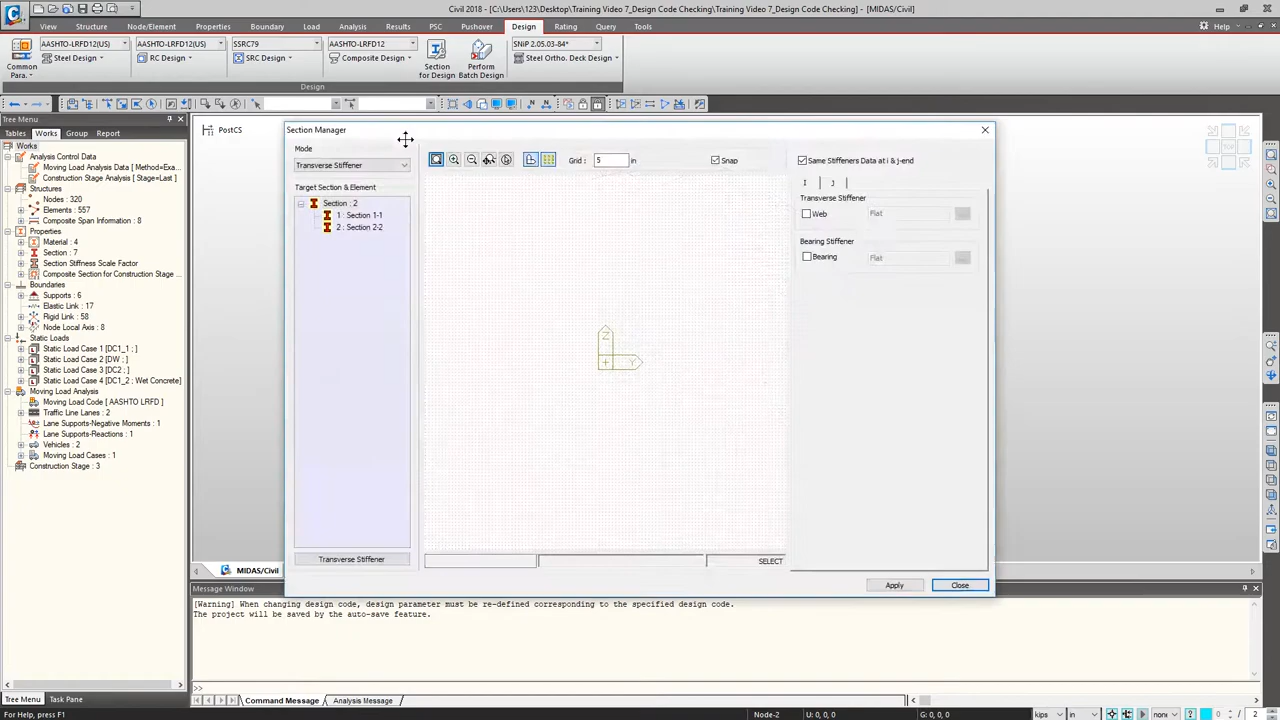 Civil 2018 - [C:\Users\123\Desktop\Training Video 7_Design Code Checking\Training Video 7_Design Code Checking] - [MIDAS/Civil]
View Structure Node/Element Properties Boundary Load Analysis Results PSC Pushover Design Rating Query Tools Help
AASHTO-LRFD12(US) AASHTO-LRFD12(US) SSRC79 AASHTO-LRFD12 SNiP 2.05.03-84*
Common Para. Steel Design RC Design SRC Design Composite Design Section for Design Perform Batch Design Steel Ortho. Deck Design
Design
Tree Menu
Tables Works Group Report
Works
Analysis Control Data
Moving Load Analysis Data [ Method=Exa
Construction Stage Analysis [ Stage=Last ]
Structures
Nodes : 320
Elements : 557
Composite Span Information : 8
Properties
Material : 4
Section : 7
Section Stiffness Scale Factor
Composite Section for Construction Stage
Boundaries
Supports : 6
Elastic Link : 17
Rigid Link : 58
Node Local Axis : 8
Static Loads
Static Load Case 1 [DC1_1 ; ]
Static Load Case 2 [DW ; ]
Static Load Case 3 [DC2 ; ]
Static Load Case 4 [DC1_2 ; Wet Concrete]
Moving Load Analysis
Moving Load Code [ AASHTO LRFD ]
Traffic Line Lanes : 2
Lane Supports-Negative Moments : 1
Lane Supports-Reactions : 1
Vehicles : 2
Moving Load Cases : 1
Construction Stage : 3
Tree Menu Task Pane
PostCS
TOP
Section Manager
Mode
Transverse Stiffener
Target Section & Element
Section : 2
1 : Section 1-1
2 : Section 2-2
Transverse Stiffener
Grid : 5 in
Snap
Z
Y
SELECT
Same Stiffeners Data at i & j-end
I J
Transverse Stiffener
Web Flat ...
Bearing Stiffener
Bearing Flat ...
Apply Close
MIDAS/Civil
Message Window
[Warning] When changing design code, design parameter must be re-defined corresponding to the specified design code.
The project will be saved by the auto-save feature.
>>
Command Message Analysis Message
For Help, press F1
Node-2 U: 0, 0, 0 G: 0, 0, 0 kips in none 0 / 2